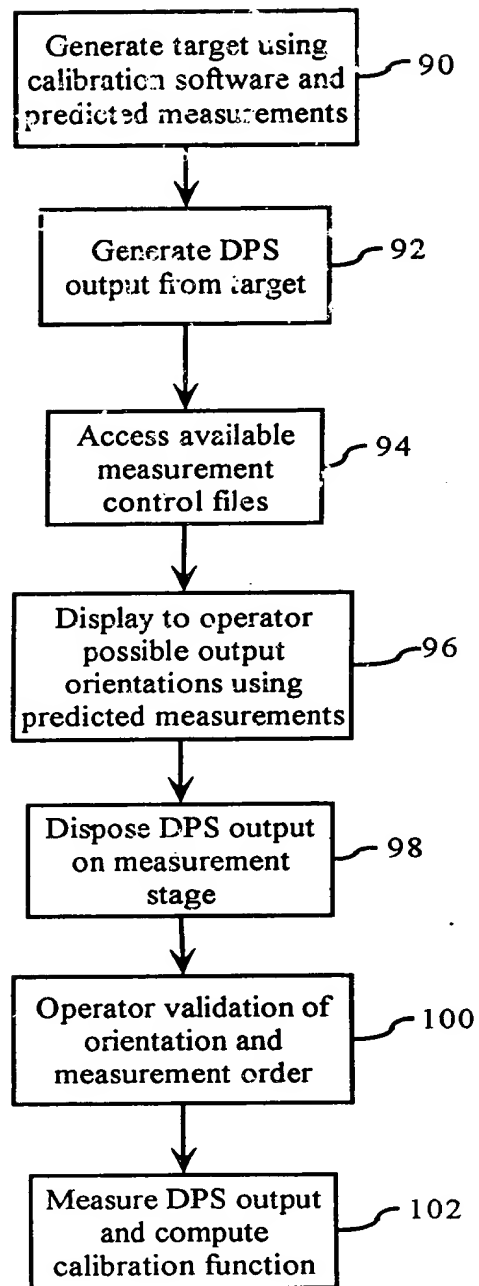 Generate target using
calibration software and
predicted measurements
90
Generate DPS
output from target
92
Access available
measurement
control files
94
Display to operator
possible output
orientations using
predicted measurements
96
Dispose DPS output
on measurement
stage
98
Operator validation of
orientation and
measurement order
100
Measure DPS output
and compute
calibration function
102